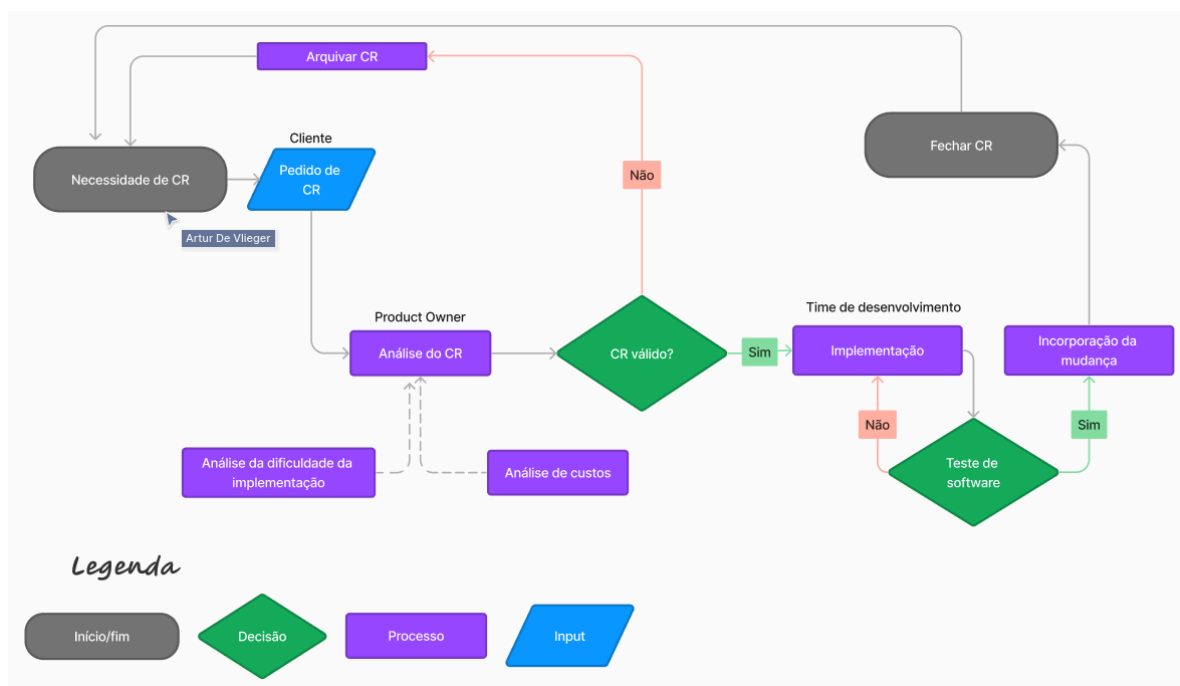 Arquivar CR
Cliente
Fechar CR
Necessidade de CR
Pedido de
CR
Não
Artur De Vlieger
Product Owner
Time de desenvolvimento
Análise do CR
CR válido?
Sim
Implementação
Incorporação da
mudança
Não
Sim
Análise da dificuldade da
implementação
Análise de custos
Teste de
software
Legenda
Início/fim
Decisão
Processo
Input